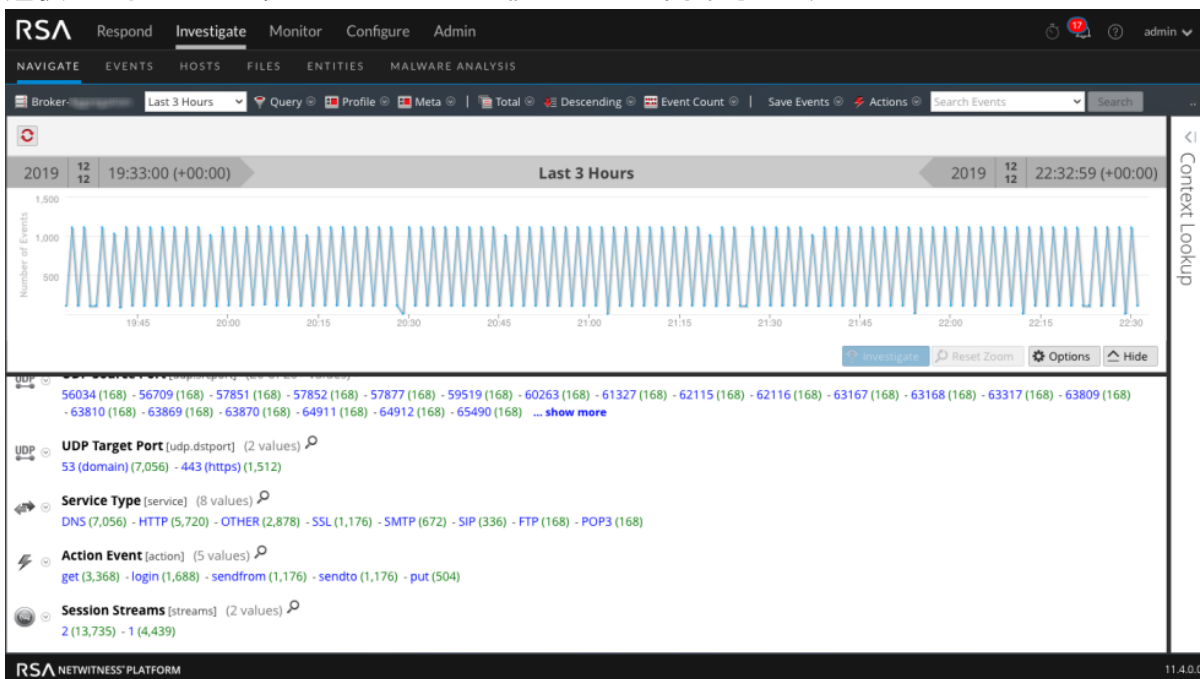 RSA Respond Investigate Monitor Configure Admin 17 admin
NAVIGATE EVENTS HOSTS FILES ENTITIES MALWARE ANALYSIS
Broker- Last 3 Hours Query Profile Meta | Total Descending Event Count | Save Events Actions Search Events Search ..
Context Lookup
2019 12 12 19:33:00 (+00:00) Last 3 Hours 2019 12 12 22:32:59 (+00:00)
Number of Events
1,500
1,000
500
19:45 20:00 20:15 20:30 20:45 21:00 21:15 21:30 21:45 22:00 22:15 22:30
Investigate Reset Zoom Options Hide
56034 (168) - 56709 (168) - 57851 (168) - 57852 (168) - 57877 (168) - 59519 (168) - 60263 (168) - 61327 (168) - 62115 (168) - 62116 (168) - 63167 (168) - 63168 (168) - 63317 (168) - 63809 (168)
- 63810 (168) - 63869 (168) - 63870 (168) - 64911 (168) - 64912 (168) - 65490 (168) ... show more
UDP UDP Target Port [udp.dstport] (2 values)
53 (domain) (7,056) - 443 (https) (1,512)
Service Type [service] (8 values)
DNS (7,056) - HTTP (5,720) - OTHER (2,878) - SSL (1,176) - SMTP (672) - SIP (336) - FTP (168) - POP3 (168)
Action Event [action] (5 values)
get (3,368) - login (1,688) - sendfrom (1,176) - sendto (1,176) - put (504)
Session Streams [streams] (2 values)
2 (13,735) - 1 (4,439)
RSA NETWITNESS® PLATFORM 11.4.0.0